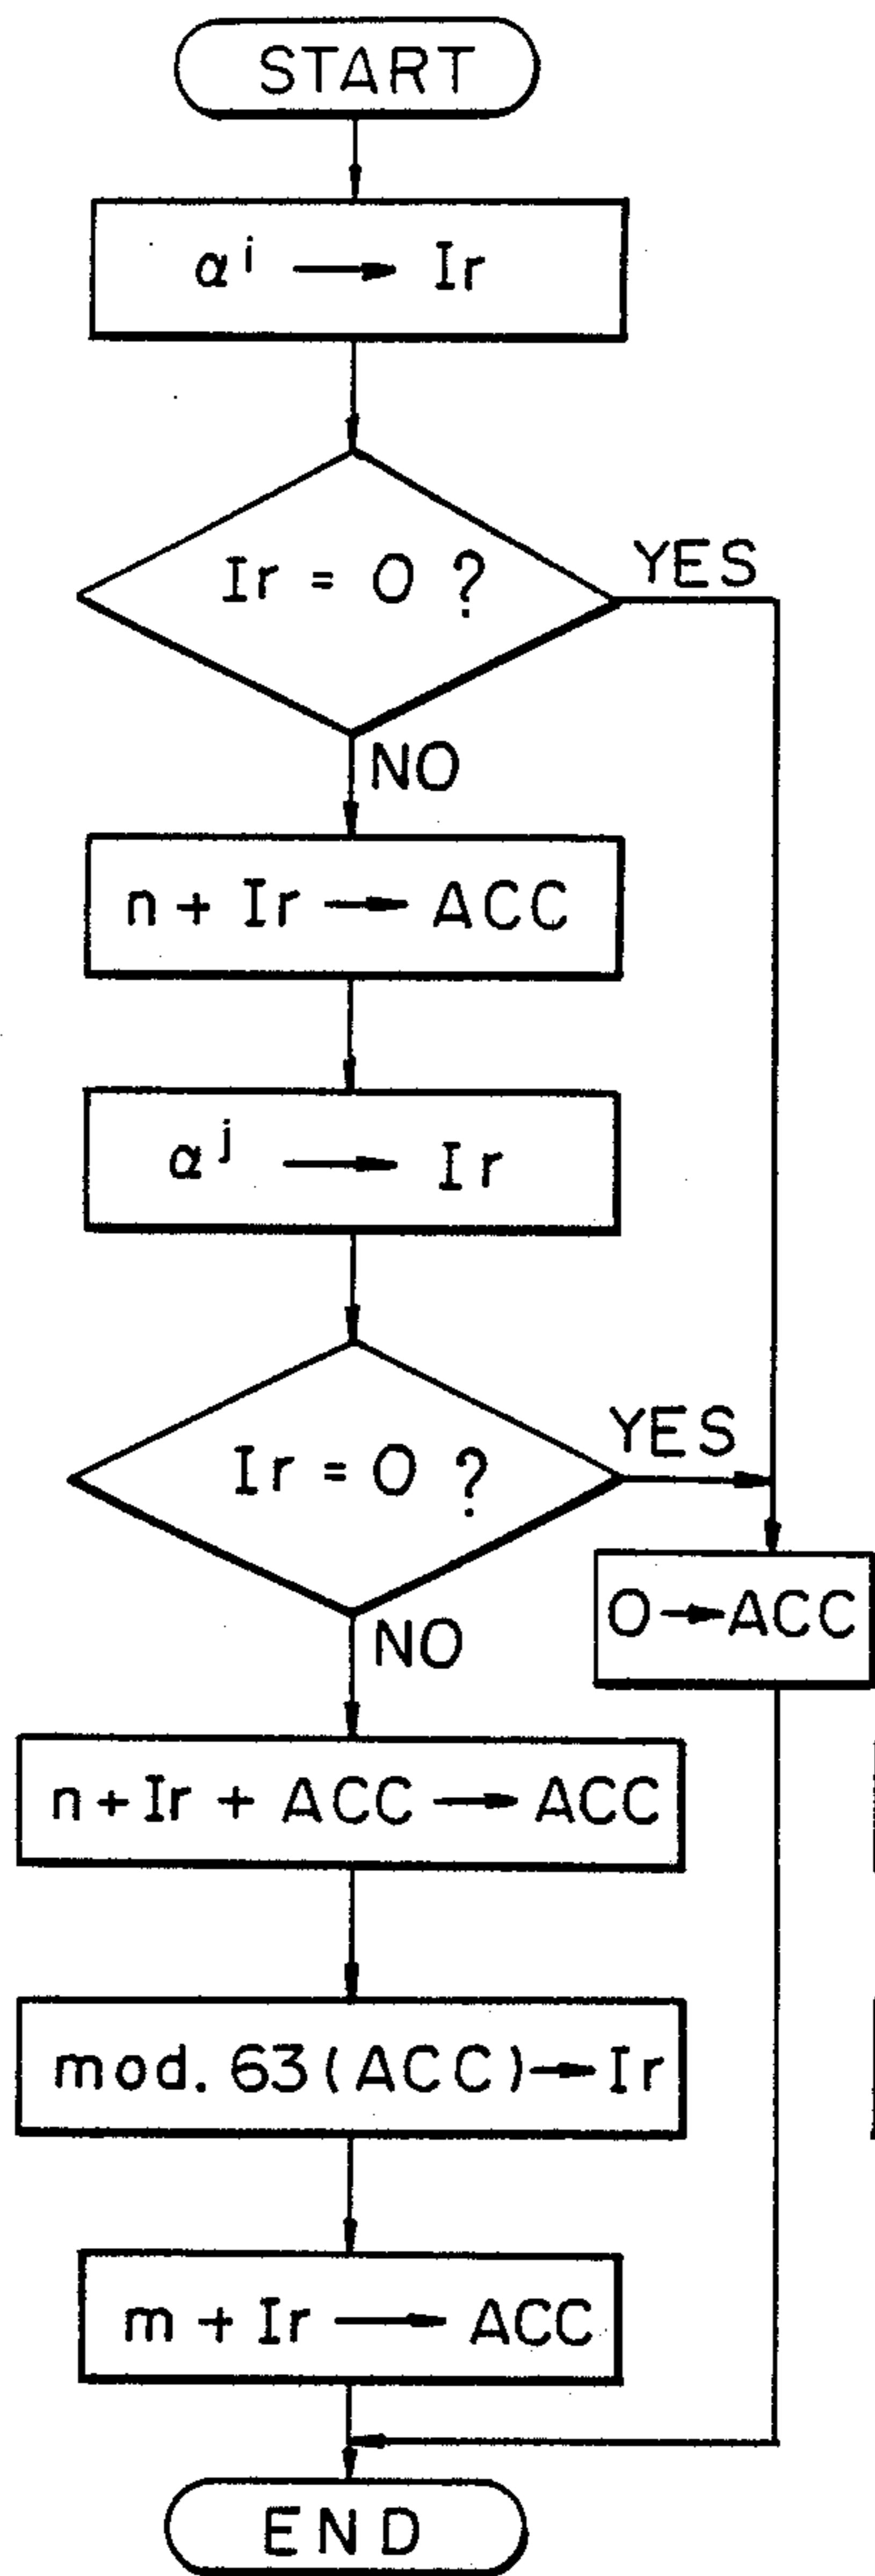 START
α^i → Ir
Ir = 0 ?
YES
NO
n + Ir → ACC
α^j → Ir
Ir = 0 ?
YES
NO
0 → ACC
n + Ir + ACC → ACC
mod. 63 (ACC) → Ir
m + Ir → ACC
END